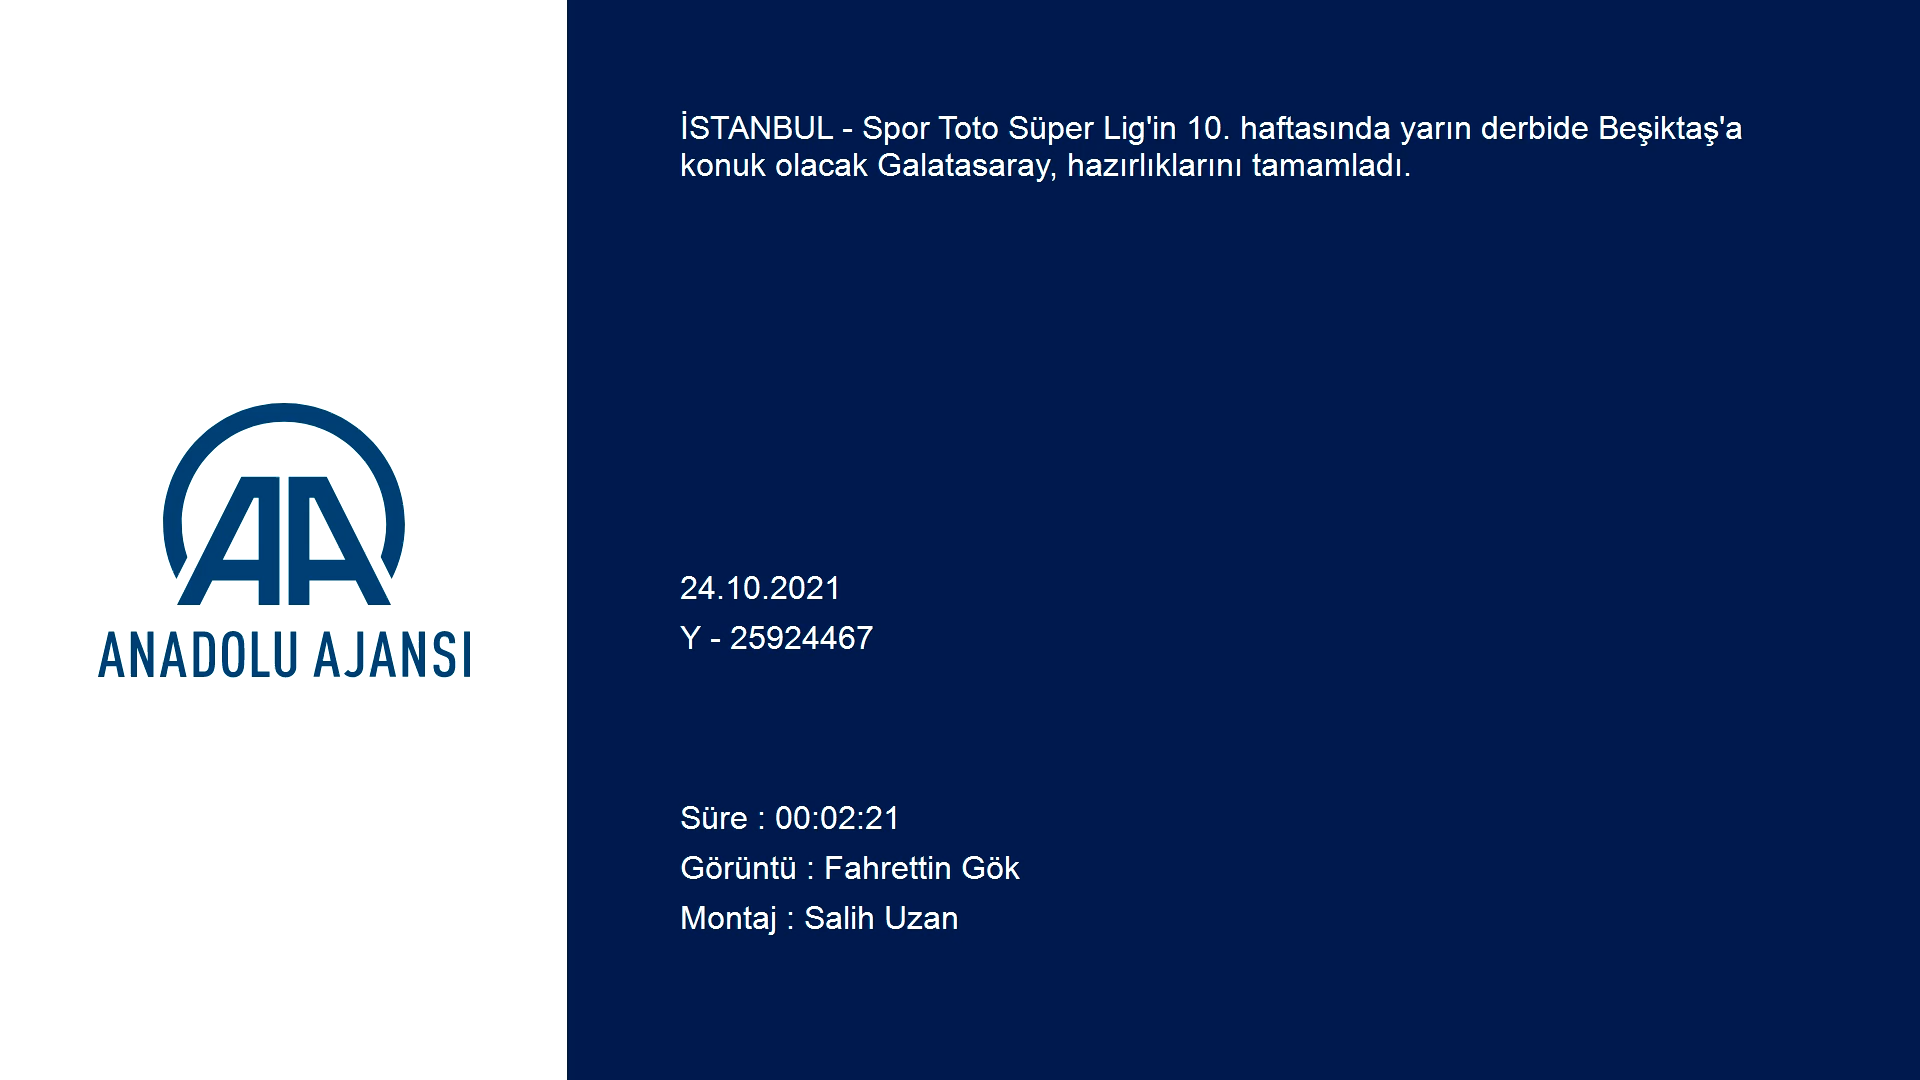 İSTANBUL - Spor Toto Süper Lig'in 10. haftasında yarın derbide Beşiktaş'a
konuk olacak Galatasaray, hazırlıklarını tamamladı.
AA
ANADOLU AJANSI
24.10.2021
Y - 25924467
Süre : 00:02:21
Görüntü : Fahrettin Gök
Montaj : Salih Uzan